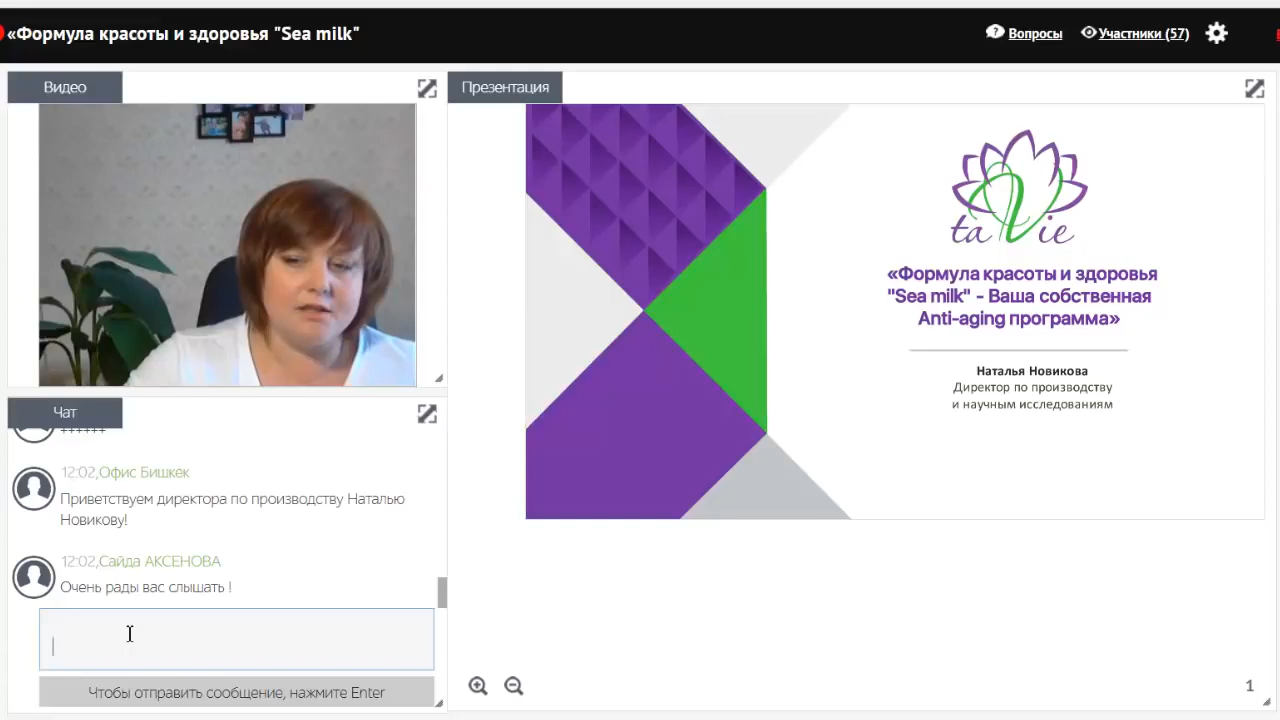 «Формула красоты и здоровья "Sea milk"
Вопросы
Участники (57)
Видео
Презентация
taVie
«Формула красоты и здоровья
"Sea milk" - Ваша собственная
Anti-aging программа»
Наталья Новикова
Директор по производству
и научным исследованиям
Чат
++++++
12:02,Офис Бишкек
Приветствуем директора по производству Наталью
Новикову!
12:02,Сайда АКСЕНОВА
Очень рады вас слышать !
Чтобы отправить сообщение, нажмите Enter
1